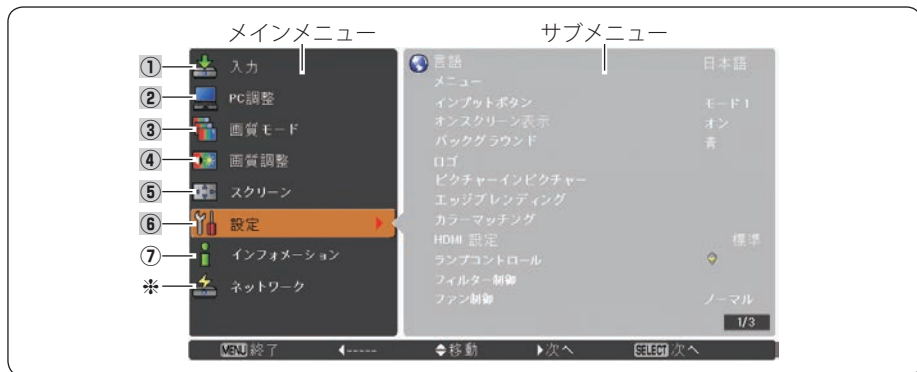 メインメニュー
サブメニュー
① 入力
② PC調整
③ 画質モード
④ 画質調整
⑤ スクリーン
⑥ 設定
⑦ インフォメーション
✽ ネットワーク
言語 日本語
メニュー
インプットボタン モード1
オンスクリーン表示 オン
バックグラウンド 青
ロゴ
ピクチャーインピクチャー
エッジブレンディング
カラーマッチング
HDMI 設定 標準
ランプコントロール
フィルター制御
ファン制御 ノーマル
1/3
MENU 終了 ◀----- 移動 ▶次へ SELECT 次へ